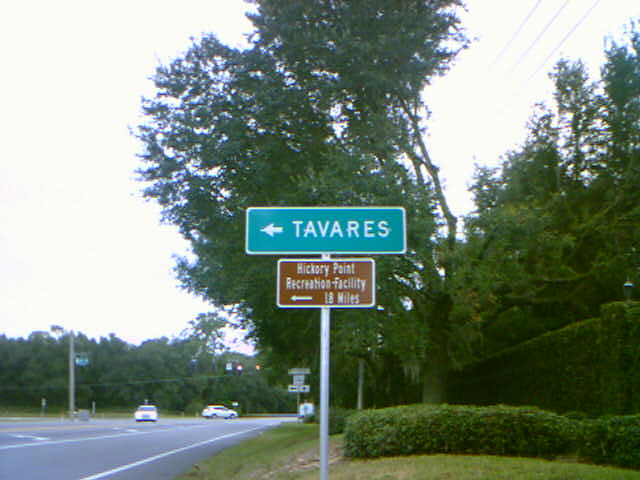 TAVARES
Hickory Point
Recreation-Facility
18 Miles